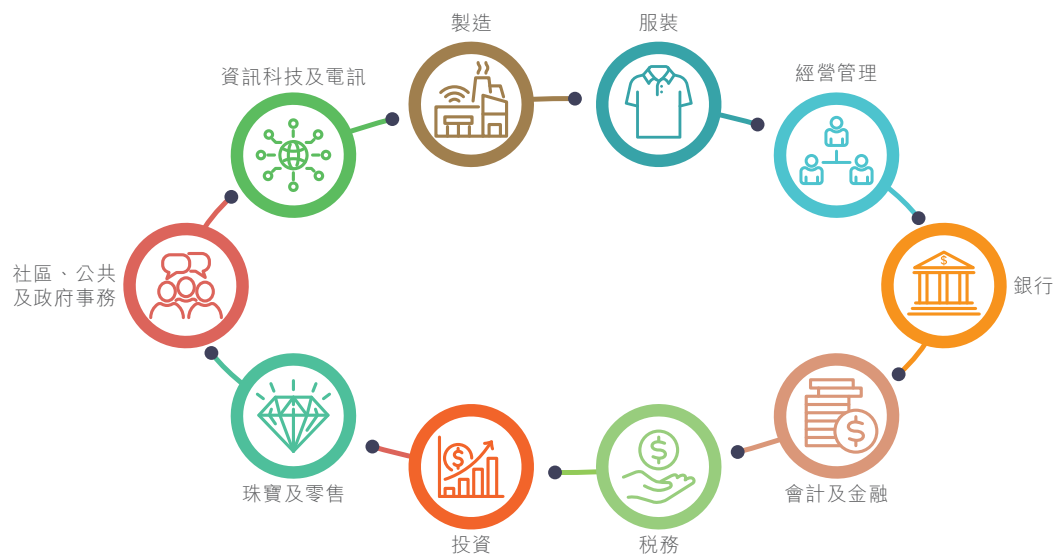 製造
服裝
資訊科技及電訊
經營管理
社區、公共
及政府事務
銀行
$
$
$
$
珠寶及零售
會計及金融
投資
税務